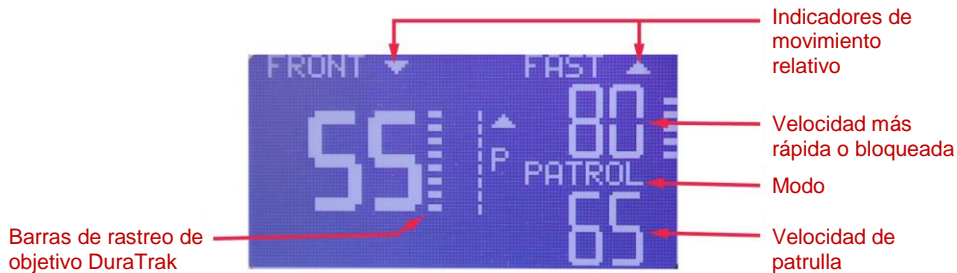 Indicadores de
movimiento
relativo
FRONT FAST
55 80
P
PATROL
65
Velocidad más
rápida o bloqueada
Modo
Velocidad de
patrulla
Barras de rastreo de
objetivo DuraTrak